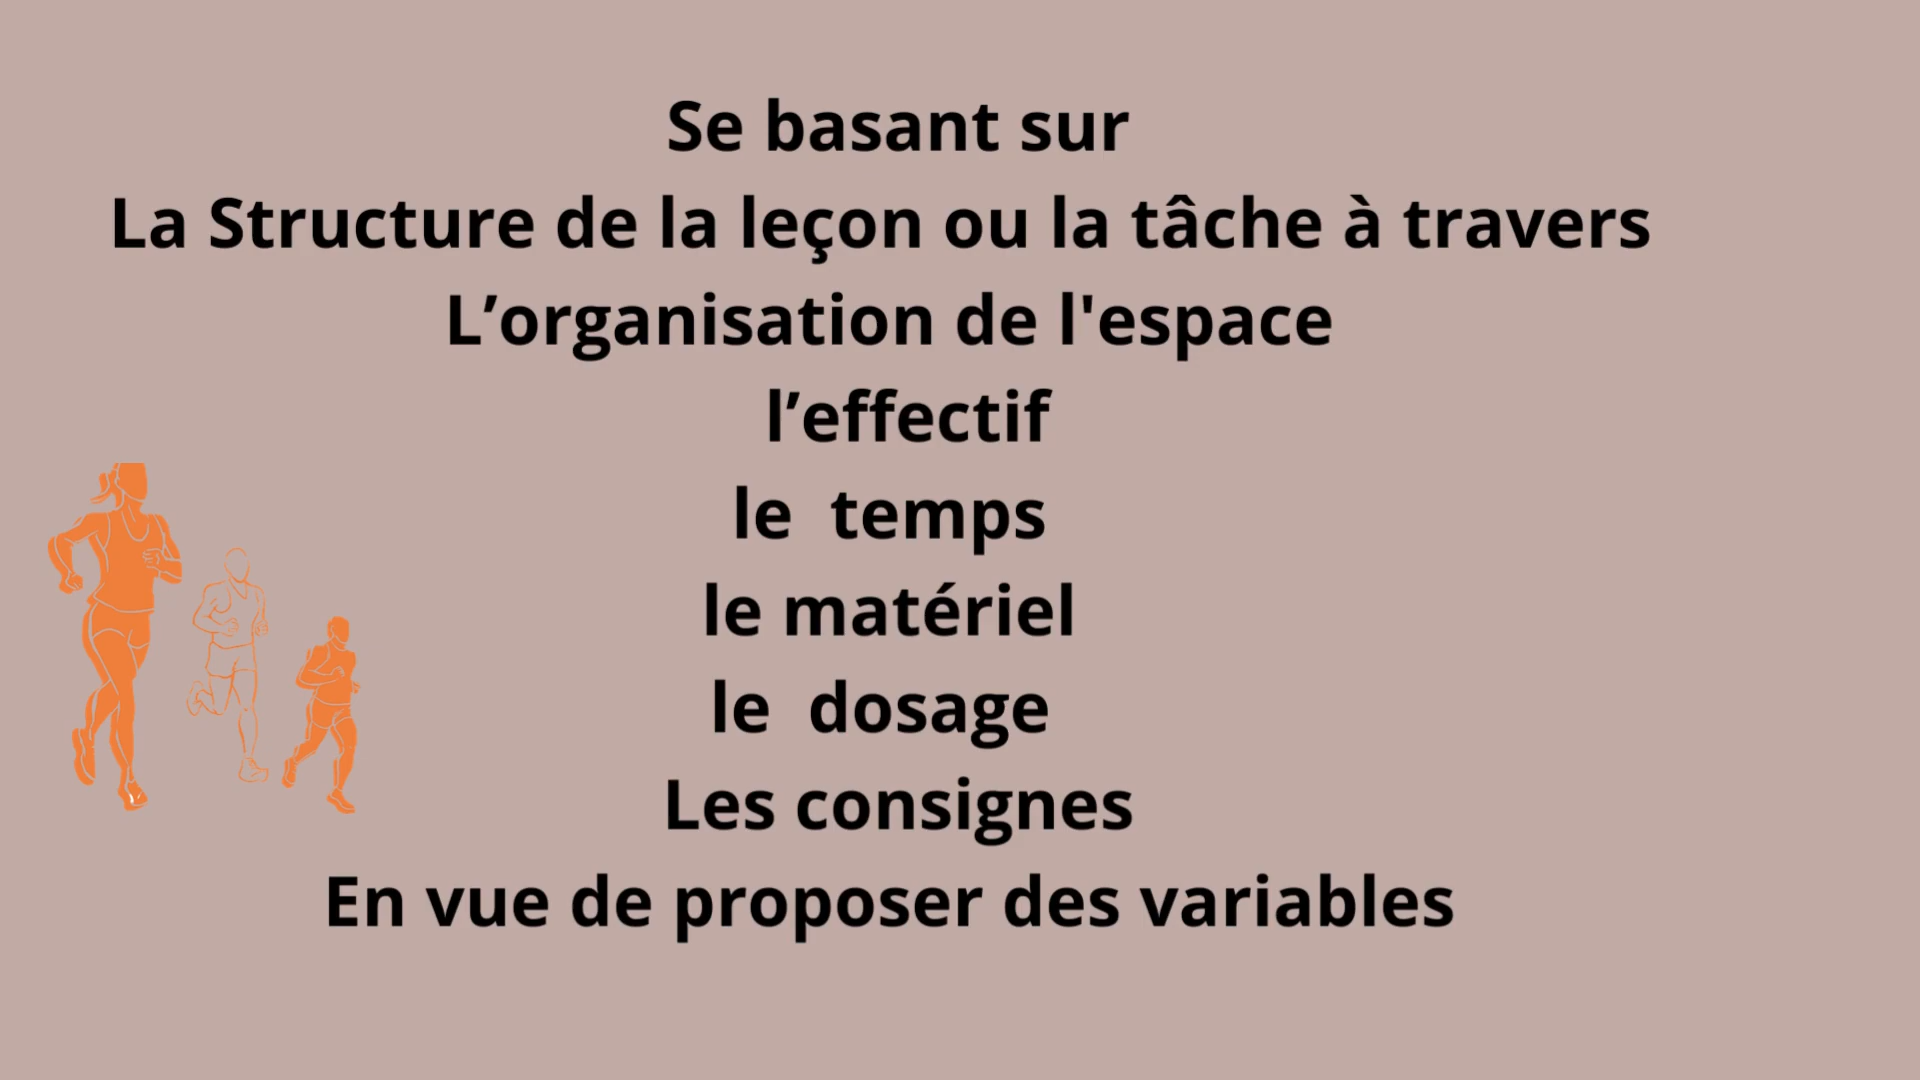 Se basant sur
La Structure de la leçon ou la tâche à travers
L’organisation de l'espace
l’effectif
le  temps
le matériel
le  dosage
Les consignes
En vue de proposer des variables